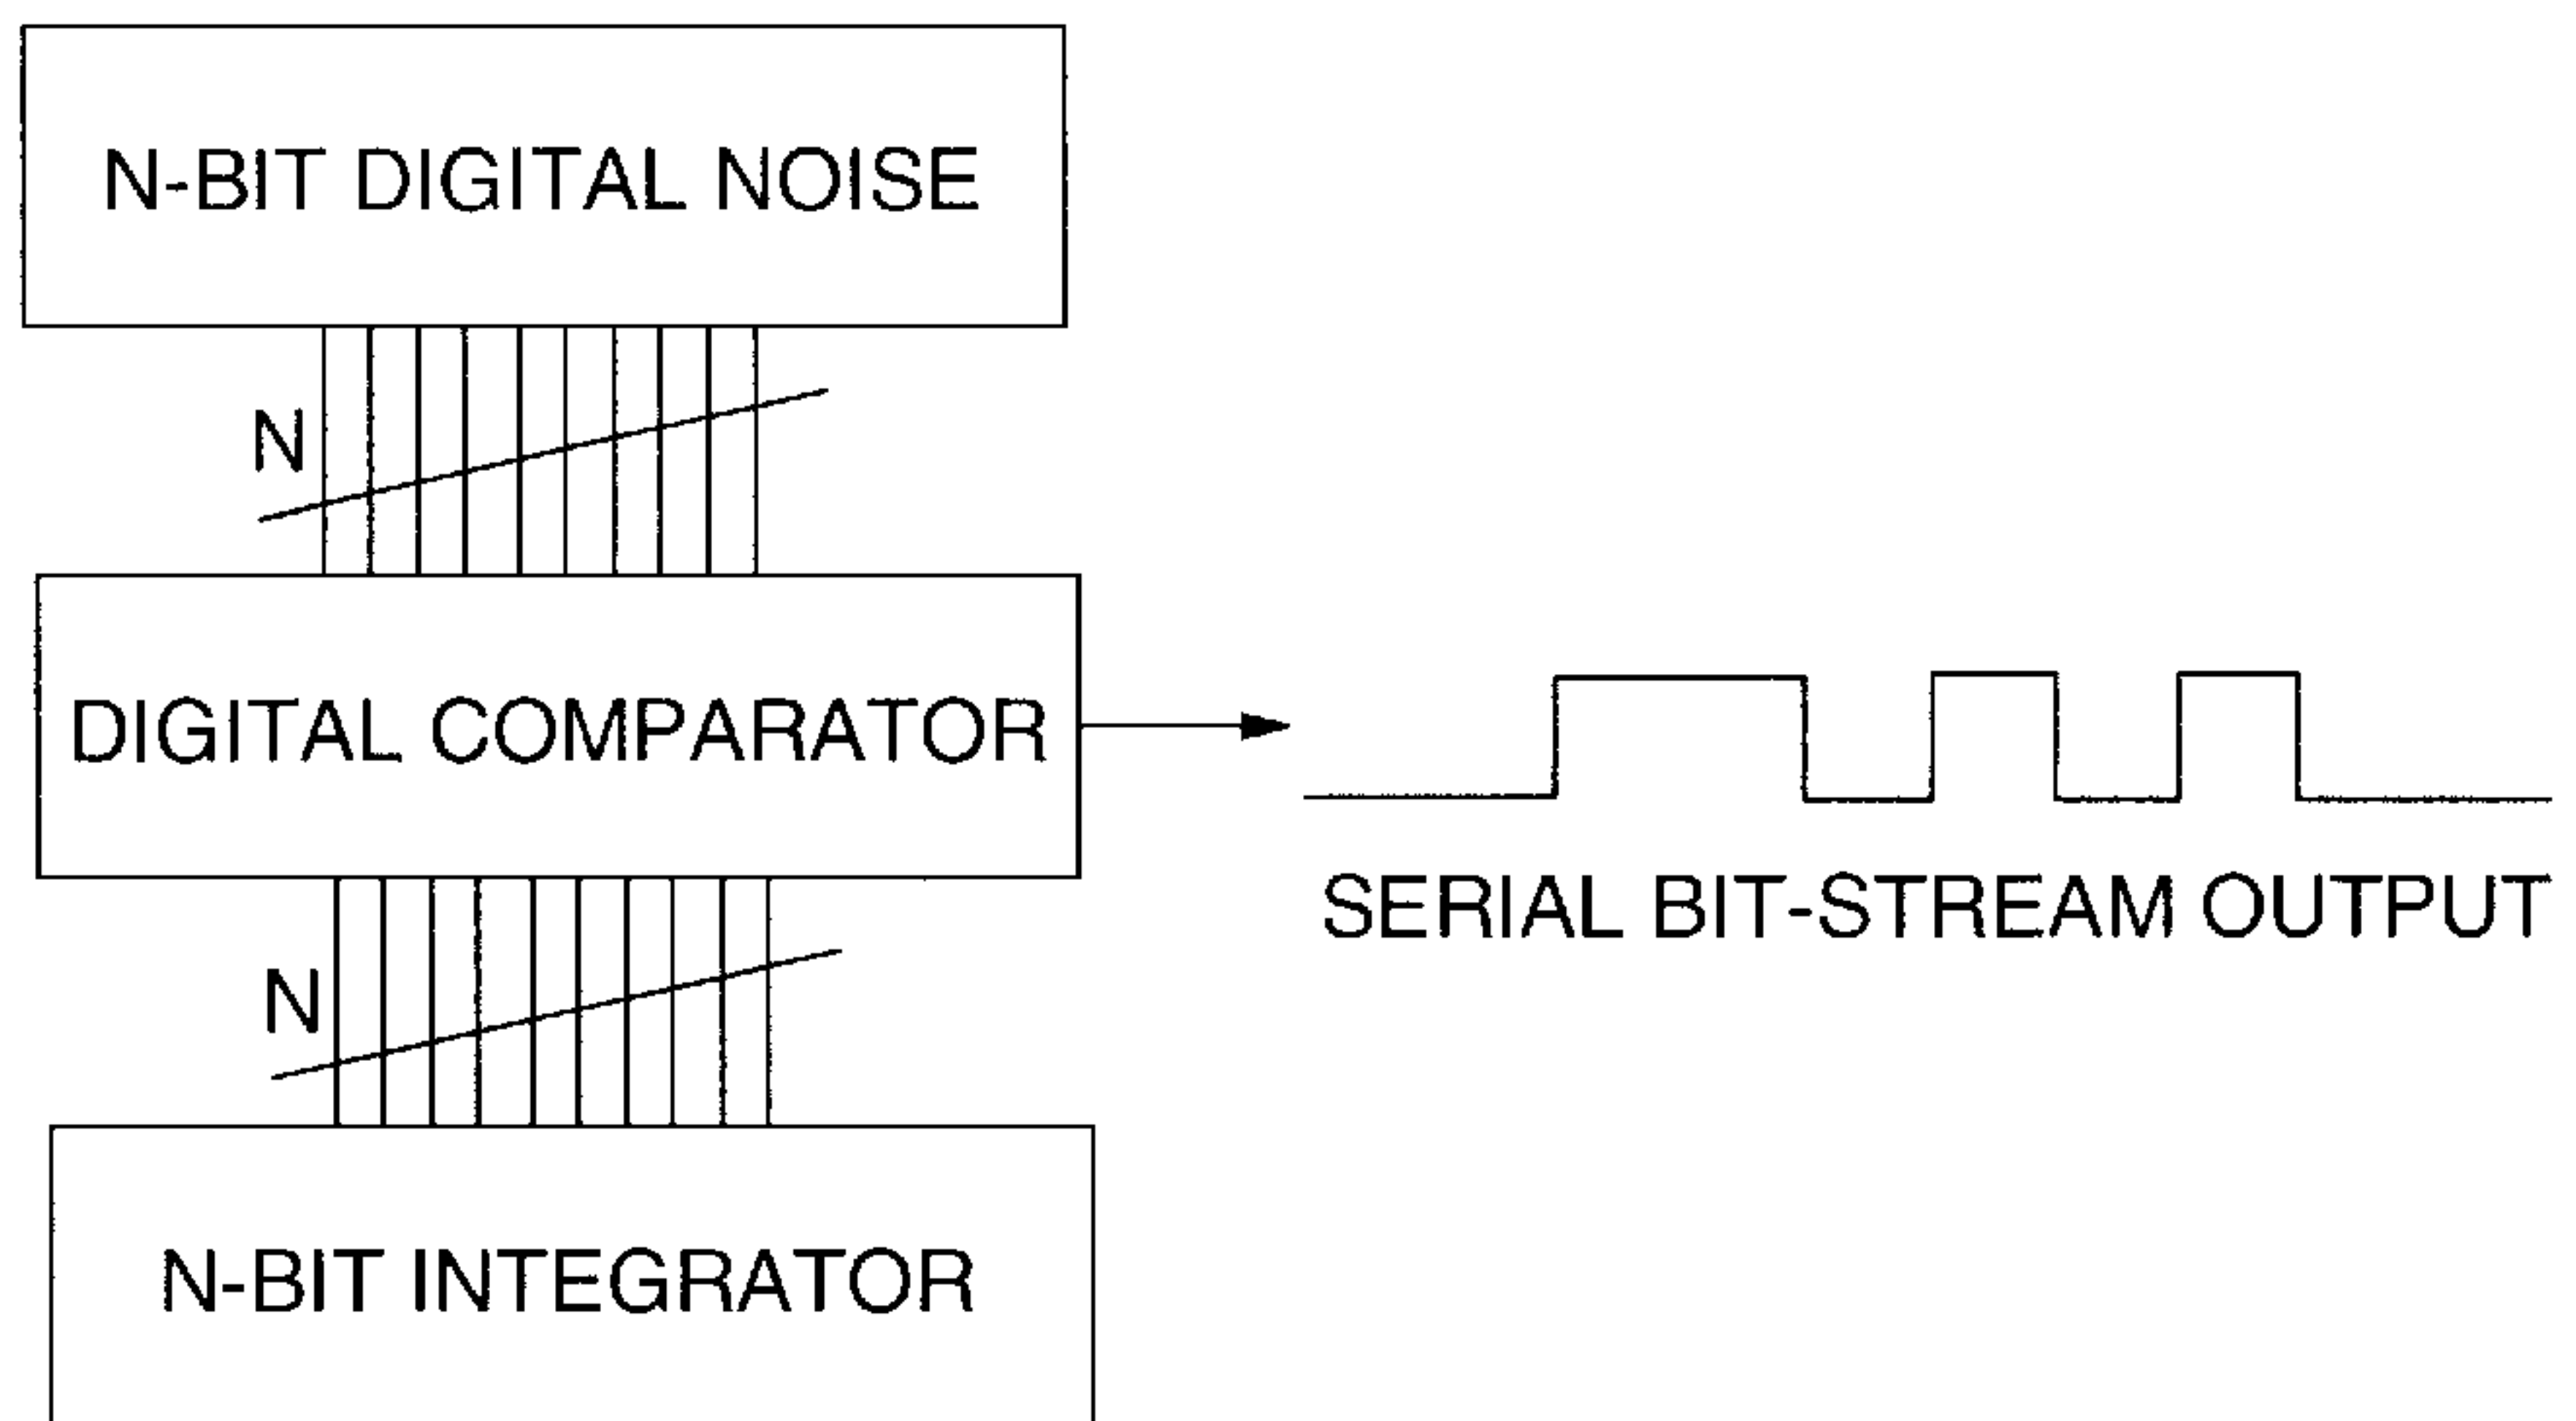 N-BIT DIGITAL NOISE
N
DIGITAL COMPARATOR
SERIAL BIT-STREAM OUTPUT
N
N-BIT INTEGRATOR